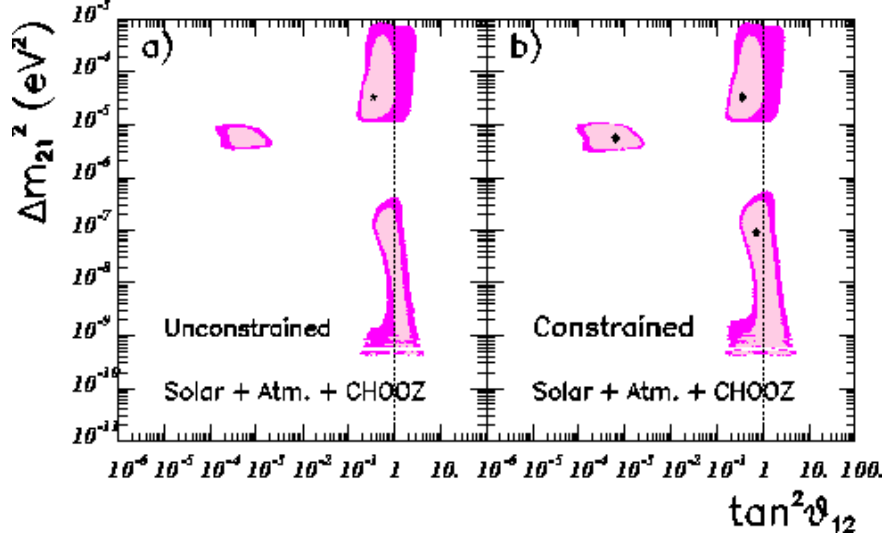 a)
b)
Δm₂₁² (eV²)
10⁻³
10⁻⁴
10⁻⁵
10⁻⁶
10⁻⁷
10⁻⁸
10⁻⁹
10⁻¹⁰
10⁻¹¹
Unconstrained
Constrained
Solar + Atm. + CHOOZ
Solar + Atm. + CHOOZ
10⁻⁶ 10⁻⁵ 10⁻⁴ 10⁻³ 10⁻² 10⁻¹ 1 10. 10⁻⁶ 10⁻⁵ 10⁻⁴ 10⁻³ 10⁻² 10⁻¹ 1 10. 100.
tan²ϑ₁₂